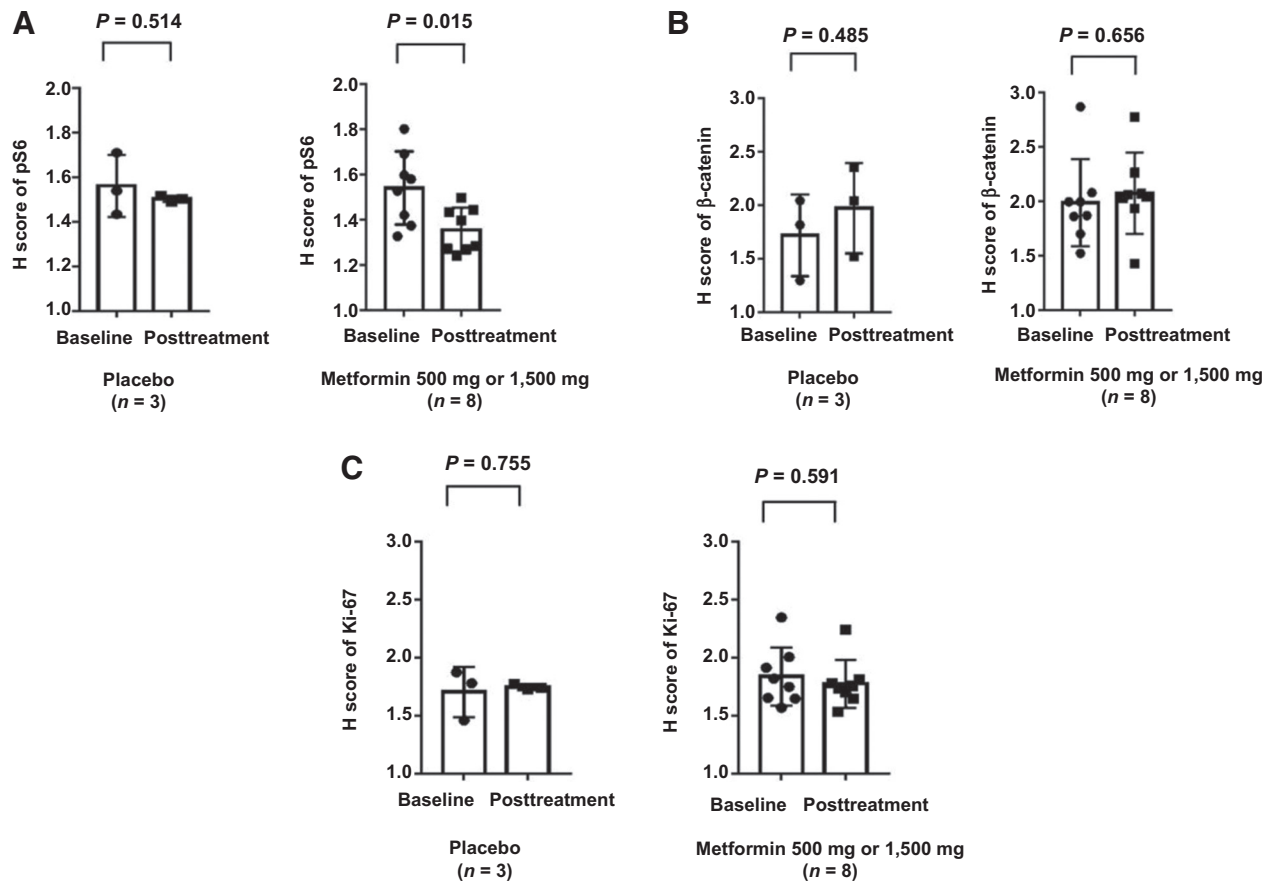 A
P = 0.514
H score of pS6
2.0
1.8
1.6
1.4
1.2
1.0
Baseline Posttreatment
Placebo
(n = 3)
P = 0.015
H score of pS6
2.0
1.8
1.6
1.4
1.2
1.0
Baseline Posttreatment
Metformin 500 mg or 1,500 mg
(n = 8)
B
P = 0.485
H score of β-catenin
3.0
2.5
2.0
1.5
1.0
Baseline Posttreatment
Placebo
(n = 3)
P = 0.656
H score of β-catenin
3.0
2.5
2.0
1.5
1.0
Baseline Posttreatment
Metformin 500 mg or 1,500 mg
(n = 8)
C
P = 0.755
H score of Ki-67
3.0
2.5
2.0
1.5
1.0
Baseline Posttreatment
Placebo
(n = 3)
P = 0.591
H score of Ki-67
3.0
2.5
2.0
1.5
1.0
Baseline Posttreatment
Metformin 500 mg or 1,500 mg
(n = 8)